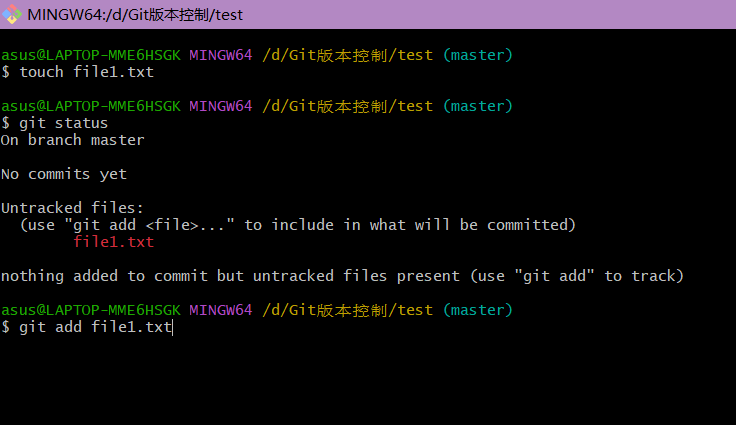 MINGW64:/d/Git版本控制/test
asus@LAPTOP-MME6HSGK MINGW64 /d/Git版本控制/test (master)
$ touch file1.txt
asus@LAPTOP-MME6HSGK MINGW64 /d/Git版本控制/test (master)
$ git status
On branch master
No commits yet
Untracked files:
  (use "git add <file>..." to include in what will be committed)
        file1.txt
nothing added to commit but untracked files present (use "git add" to track)
asus@LAPTOP-MME6HSGK MINGW64 /d/Git版本控制/test (master)
$ git add file1.txt